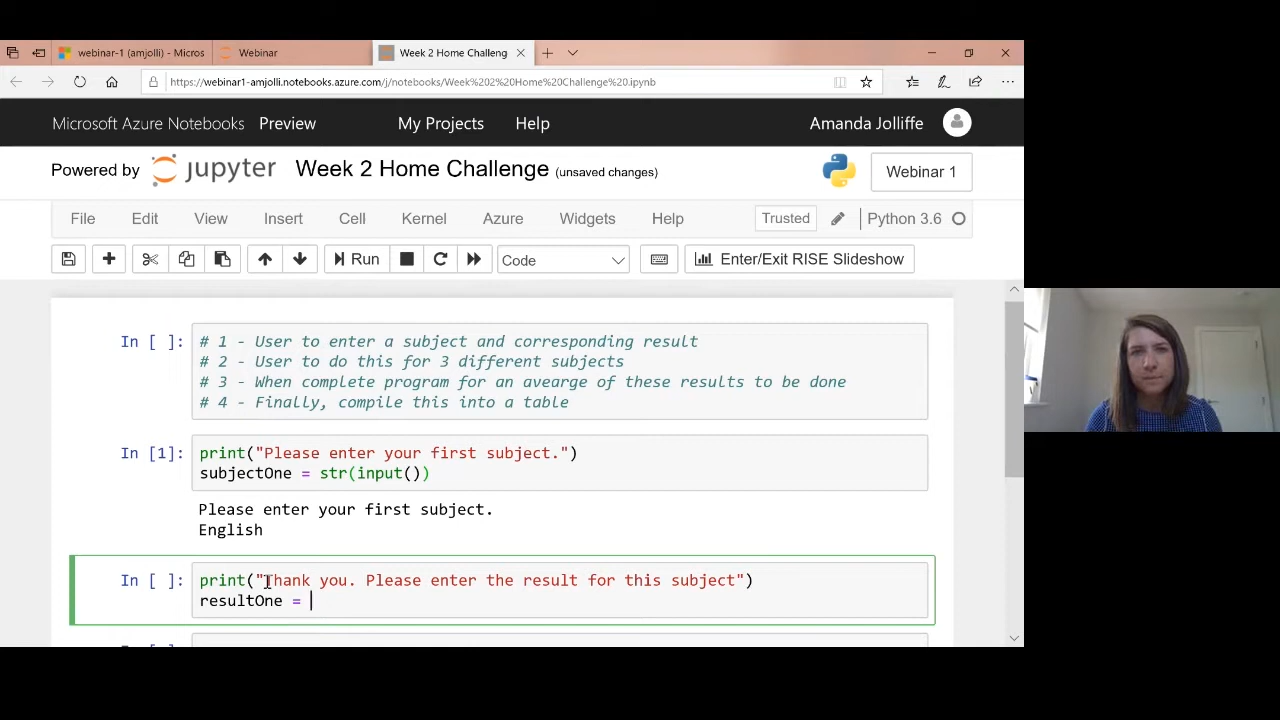 webinar-1 (amjolli) - Micros
Webinar
Week 2 Home Challeng
https://webinar1-amjolli.notebooks.azure.com/j/notebooks/Week%202%20Home%20Challenge%20.ipynb
Microsoft Azure Notebooks Preview My Projects Help Amanda Jolliffe
Powered by jupyter Week 2 Home Challenge (unsaved changes) Webinar 1
File Edit View Insert Cell Kernel Azure Widgets Help Trusted Python 3.6
Run Code Enter/Exit RISE Slideshow
In [ ]: # 1 - User to enter a subject and corresponding result
# 2 - User to do this for 3 different subjects
# 3 - When complete program for an avearge of these results to be done
# 4 - Finally, compile this into a table
In [1]: print("Please enter your first subject.")
subjectOne = str(input())
Please enter your first subject.
English
In [ ]: print("Thank you. Please enter the result for this subject")
resultOne =